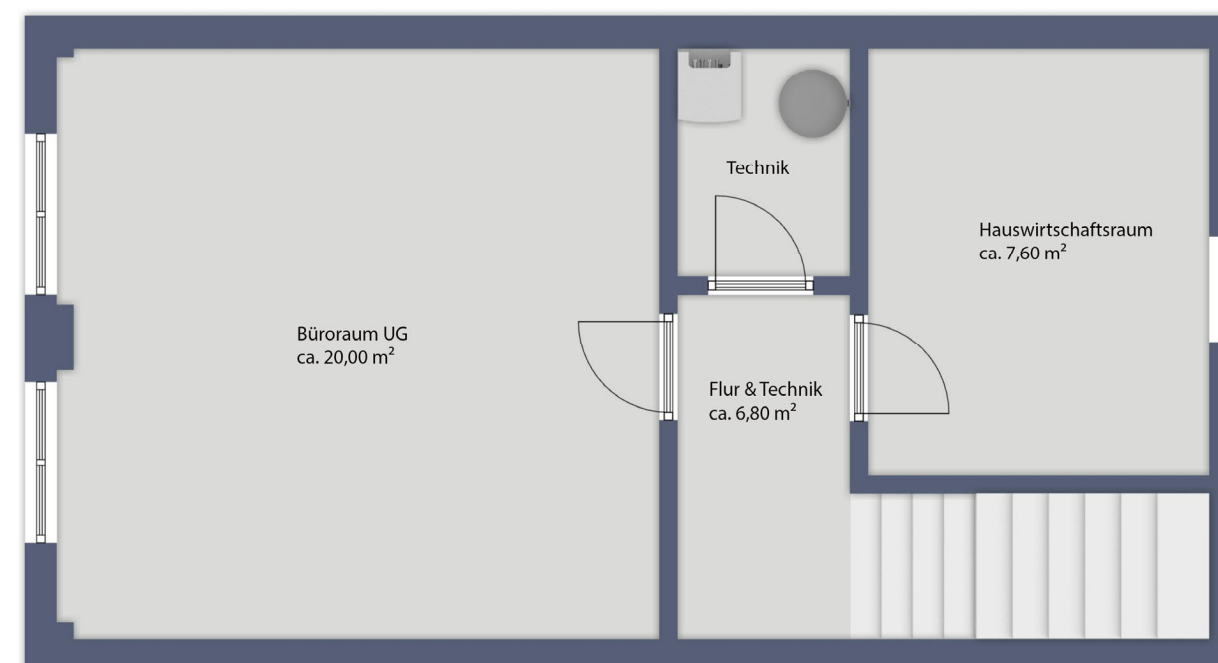 Technik
Hauswirtschaftsraum
ca. 7,60 m²
Büroraum UG
ca. 20,00 m²
Flur & Technik
ca. 6,80 m²